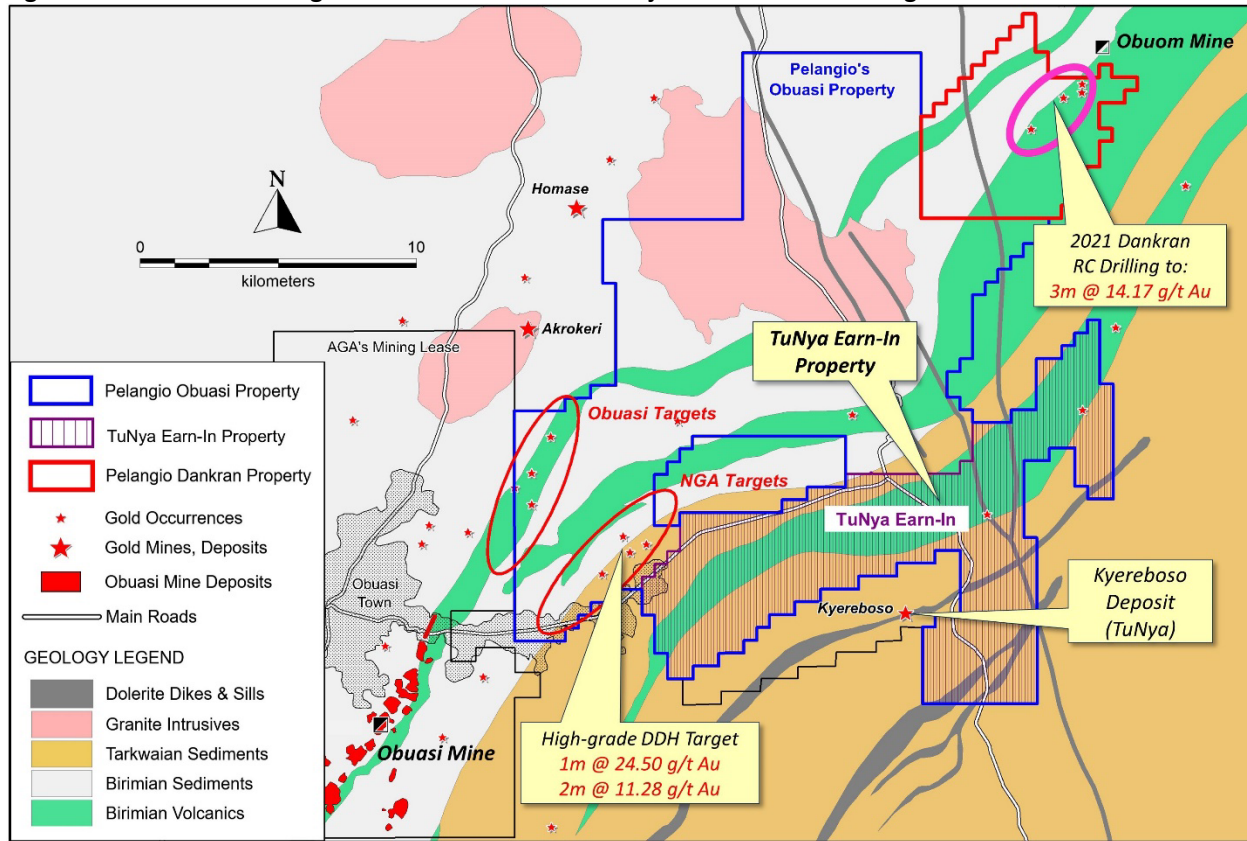 Obuom Mine
Pelangio's
Obuasi Property
N
Homase
0
10
kilometers
2021 Dankran
RC Drilling to:
3m @ 14.17 g/t Au
Akrokeri
TuNya Earn-In
Property
AGA's Mining Lease
Obuasi Targets
NGA Targets
TuNya Earn-In
Kyereboso
Kyereboso
Deposit
(TuNya)
Obuasi
Town
Obuasi Mine
High-grade DDH Target
1m @ 24.50 g/t Au
2m @ 11.28 g/t Au
Pelangio Obuasi Property
TuNya Earn-In Property
Pelangio Dankran Property
Gold Occurrences
Gold Mines, Deposits
Obuasi Mine Deposits
Main Roads
GEOLOGY LEGEND
Dolerite Dikes & Sills
Granite Intrusives
Tarkwaian Sediments
Birimian Sediments
Birimian Volcanics